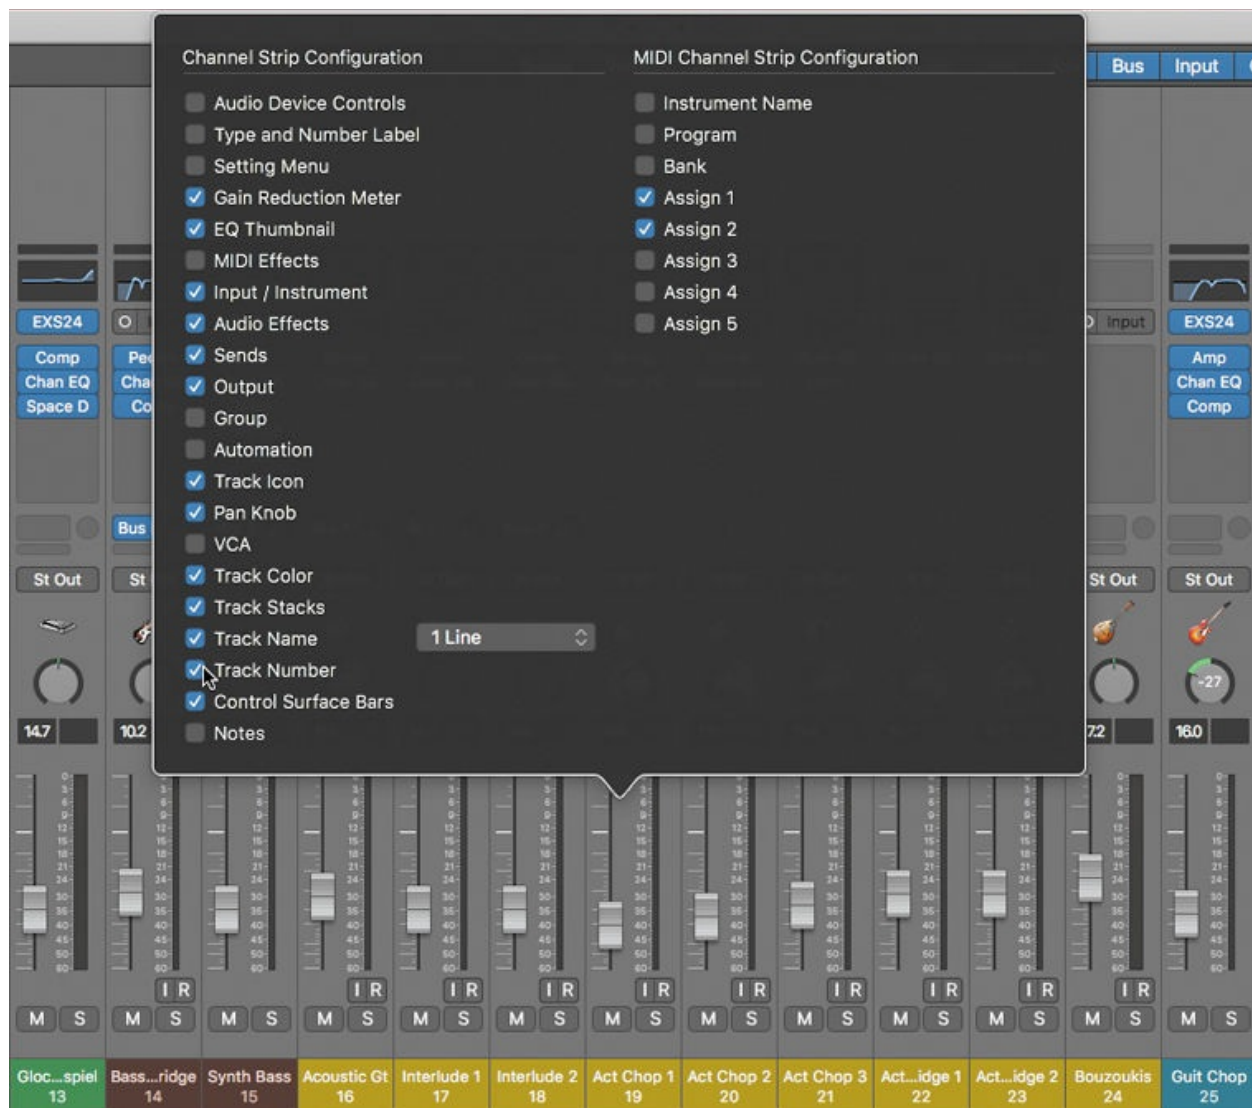 Channel Strip Configuration
MIDI Channel Strip Configuration
Bus
Input
Audio Device Controls
Instrument Name
Type and Number Label
Program
Setting Menu
Bank
Gain Reduction Meter
Assign 1
EQ Thumbnail
Assign 2
MIDI Effects
Assign 3
Input / Instrument
Assign 4
Audio Effects
Assign 5
Sends
Output
Group
Automation
Track Icon
Pan Knob
VCA
Track Color
Track Stacks
Track Name
1 Line
Track Number
Control Surface Bars
Notes
EXS24
Input
EXS24
Comp
Chan EQ
Space D
Amp
Chan EQ
Comp
Bus
St Out
St
St Out
St Out
-27
14.7
10.2
7.2
16.0
I R
I R
I R
I R
I R
I R
I R
I R
I R
I R
M S
M S
M S
M S
M S
M S
M S
M S
M S
M S
M S
M S
M S
Gloc...spiel
13
Bass...ridge
14
Synth Bass
15
Acoustic Gt
16
Interlude 1
17
Interlude 2
18
Act Chop 1
19
Act Chop 2
20
Act Chop 3
21
Act...idge 1
22
Act...idge 2
23
Bouzoukis
24
Guit Chop
25